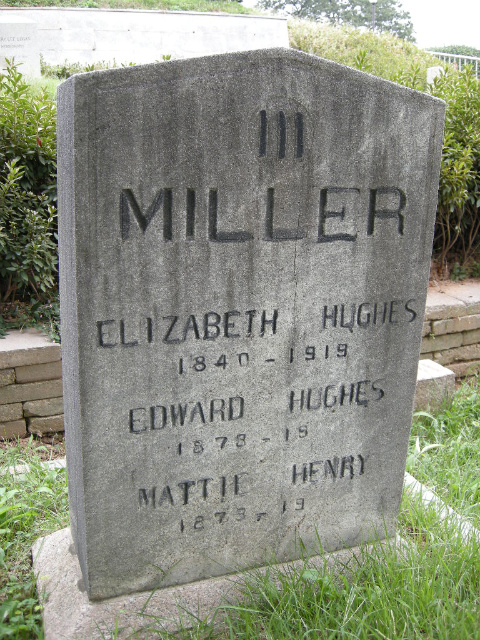 III
MILLER
ELIZABETH HUGHES
1840-1919
EDWARD HUGHES
1878-19
MATTIE HENRY
1873-19